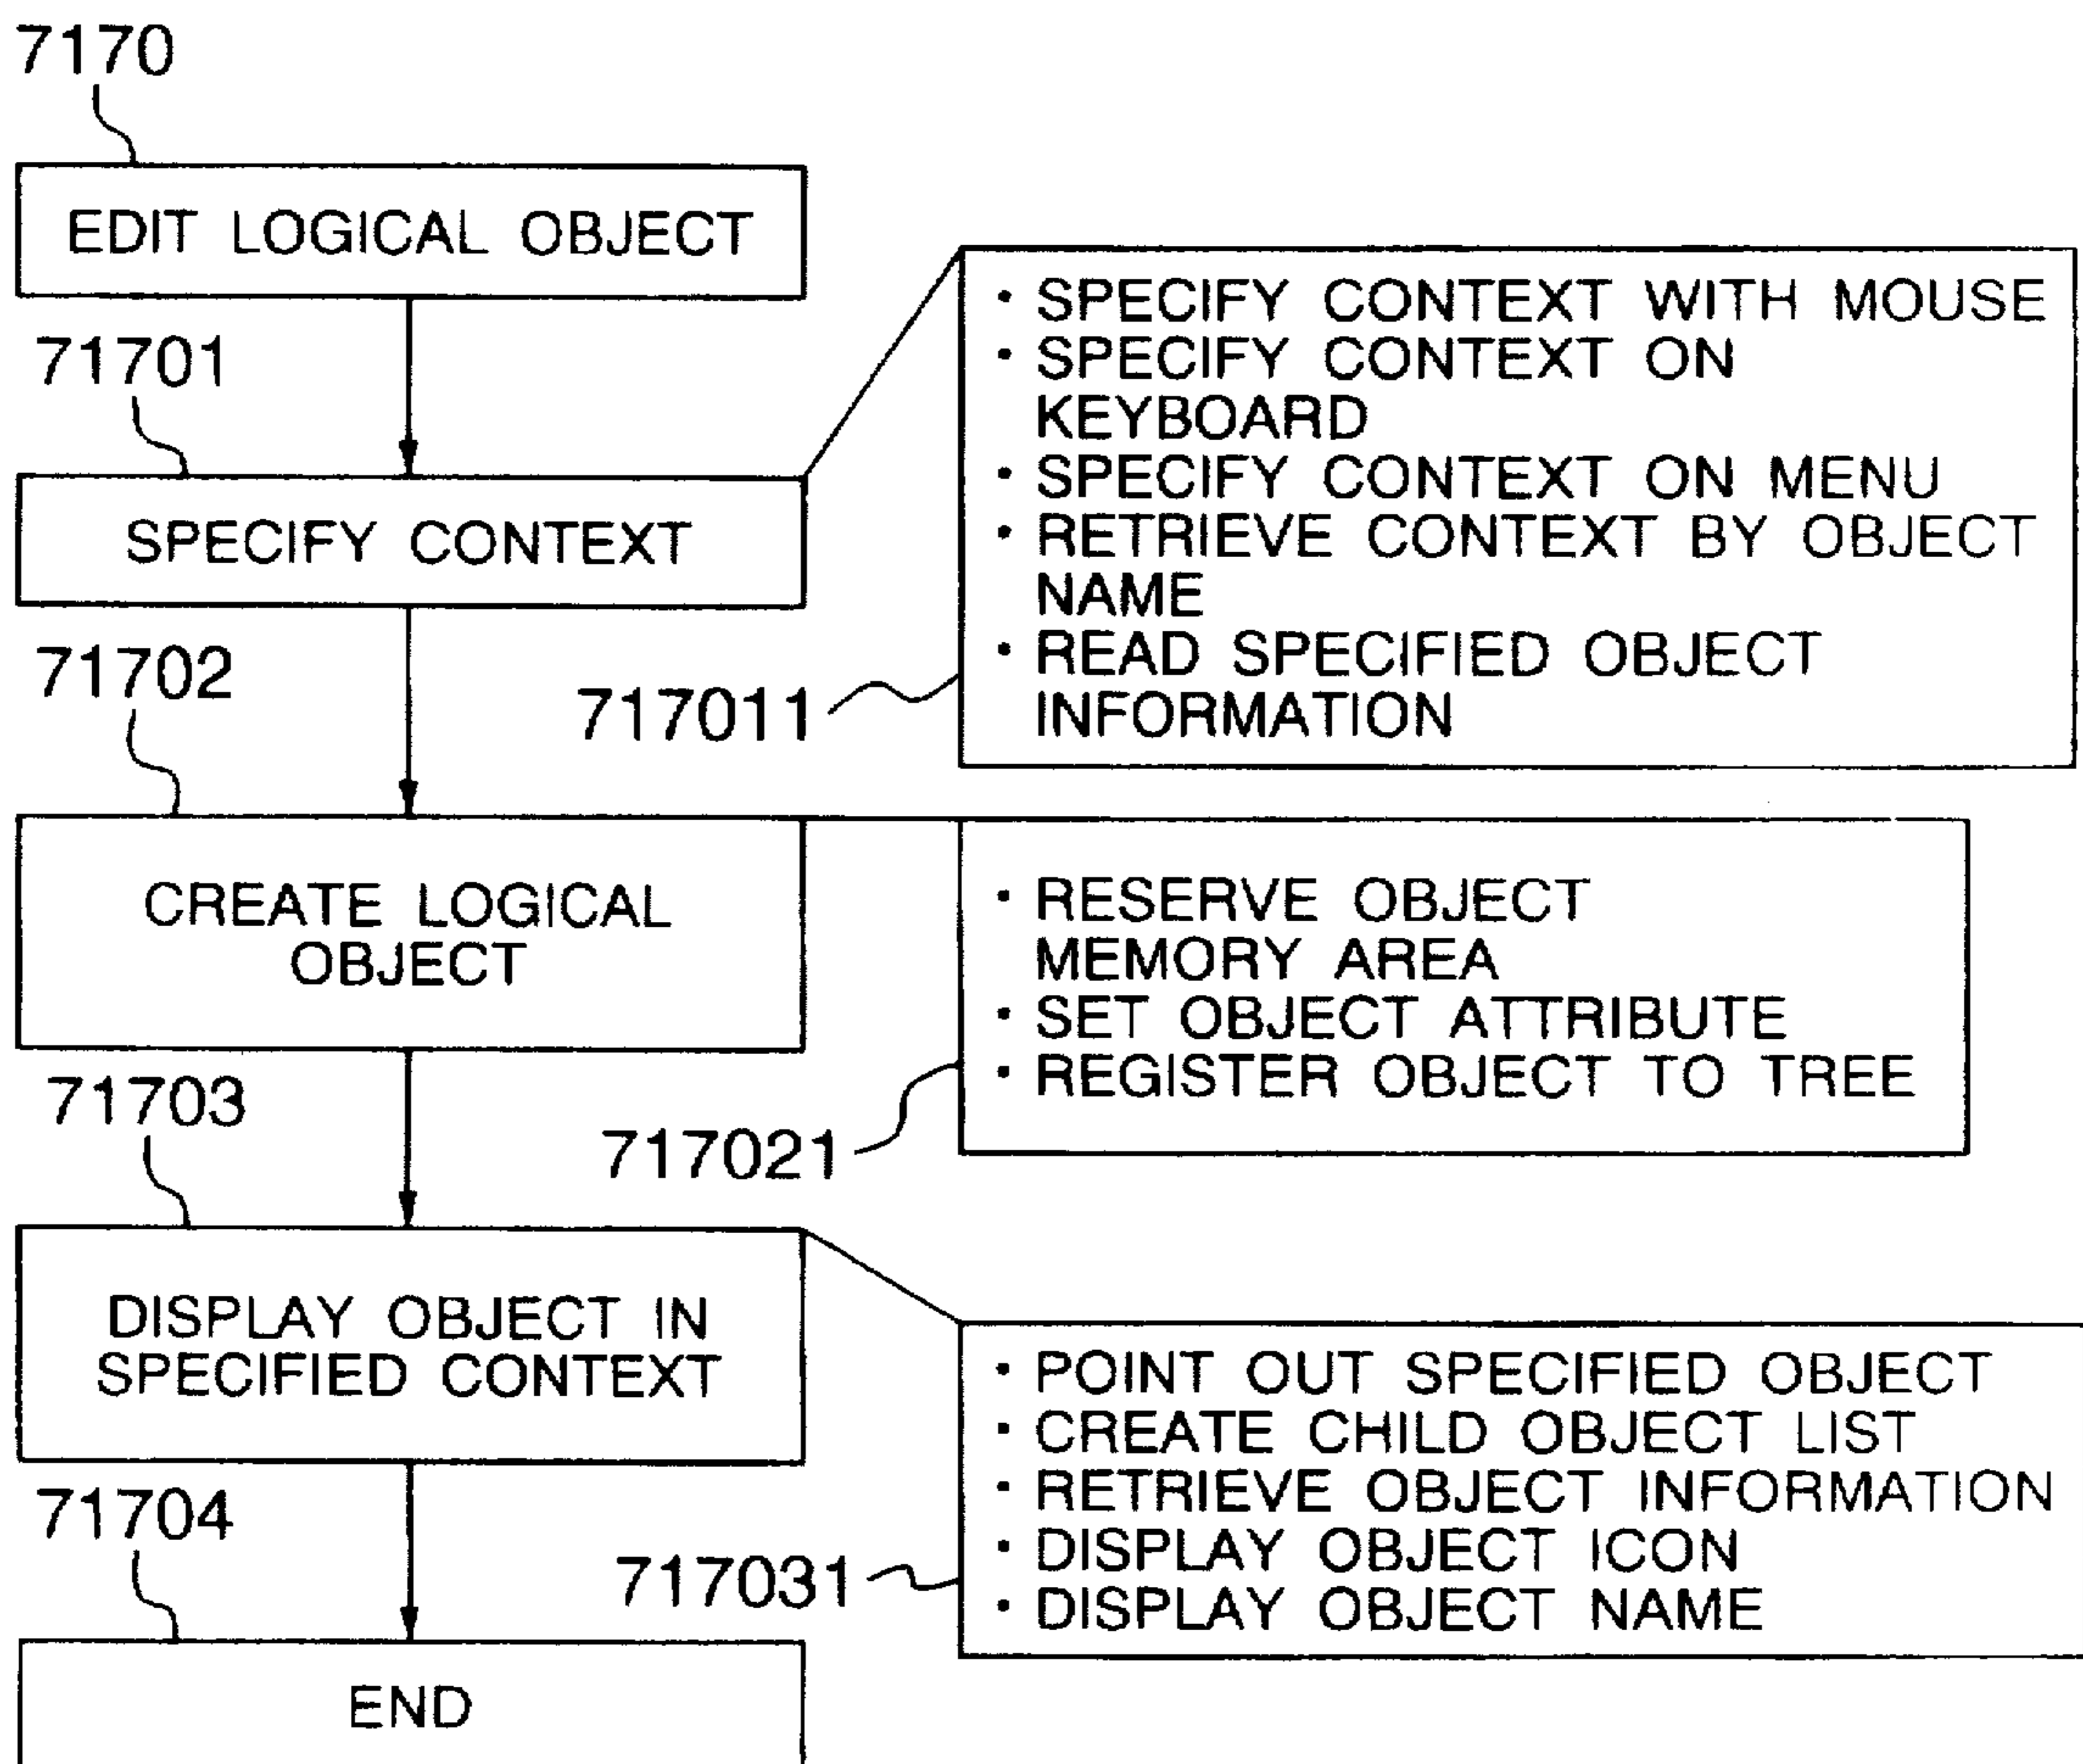 7170
EDIT LOGICAL OBJECT
71701
SPECIFY CONTEXT
· SPECIFY CONTEXT WITH MOUSE
· SPECIFY CONTEXT ON
KEYBOARD
· SPECIFY CONTEXT ON MENU
· RETRIEVE CONTEXT BY OBJECT
NAME
· READ SPECIFIED OBJECT
INFORMATION
717011
71702
CREATE LOGICAL
OBJECT
· RESERVE OBJECT
MEMORY AREA
· SET OBJECT ATTRIBUTE
· REGISTER OBJECT TO TREE
717021
71703
DISPLAY OBJECT IN
SPECIFIED CONTEXT
· POINT OUT SPECIFIED OBJECT
· CREATE CHILD OBJECT LIST
· RETRIEVE OBJECT INFORMATION
· DISPLAY OBJECT ICON
· DISPLAY OBJECT NAME
717031
71704
END